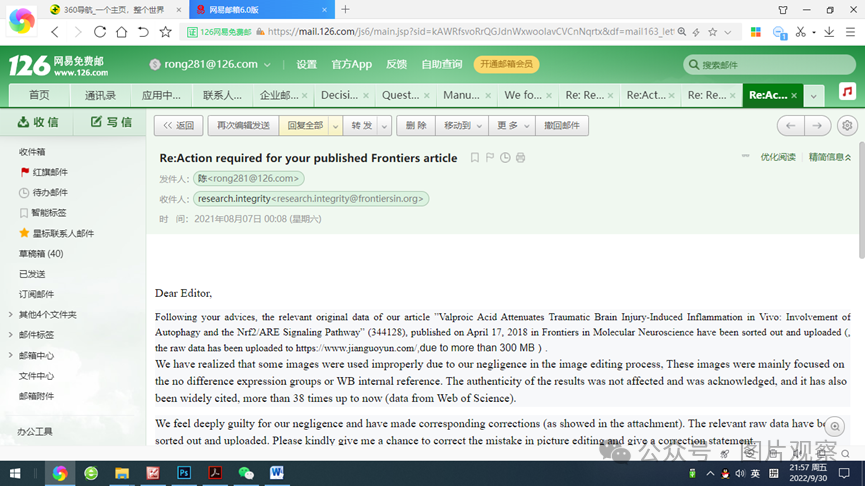 360导航_一个主页，整个世界
网易邮箱6.0版
126网易免费邮
https://mail.126.com/js6/main.jsp?sid=kAWRfsvoRrQGJdnWxwooIavCVCnNqrtx&df=mail163_let
126 网易免费邮 www.126.com
rong281@126.com
设置 官方App 反馈 自助查询 开通邮箱会员
搜索邮件
首页 通讯录 应用中... 联系人... 企业邮... Decisi... Quest... Manu... We fo... Re: Re... Re:Act... Re: Re... Re:Ac...
收 信 写 信
<< 返回 再次编辑发送 回复全部 转 发 删 除 移动到 更 多 撤回邮件
收件箱
红旗邮件
待办邮件
智能标签
星标联系人邮件
草稿箱 (40)
已发送
订阅邮件
其他4个文件夹
邮件标签
邮箱中心
文件中心
邮箱附件
办公工具
Re:Action required for your published Frontiers article
优化阅读 精简信息
发件人： 陈<rong281@126.com>
收件人： research.integrity<research.integrity@frontiersin.org>
时 间： 2021年08月07日 00:08 (星期六)
Dear Editor,
Following your advices, the relevant original data of our article "Valproic Acid Attenuates Traumatic Brain Injury-Induced Inflammation in Vivo: Involvement of
Autophagy and the Nrf2/ARE Signaling Pathway" (344128), published on April 17, 2018 in Frontiers in Molecular Neuroscience have been sorted out and uploaded (,
the raw data has been uploaded to https://www.jianguoyun.com/,due to more than 300 MB ) .
We have realized that some images were used improperly due to our negligence in the image editing process, These images were mainly focused on
the no difference expression groups or WB internal reference. The authenticity of the results was not affected and was acknowledged, and it has also
been widely cited, more than 38 times up to now (data from Web of Science).
We feel deeply guilty for our negligence and have made corresponding corrections (as showed in the attachment). The relevant raw data have be
sorted out and uploaded. Please kindly give me a chance to correct the mistake in picture editing and give a correction statement.
公众号 图片观察
英
21:57 周五
2022/9/30